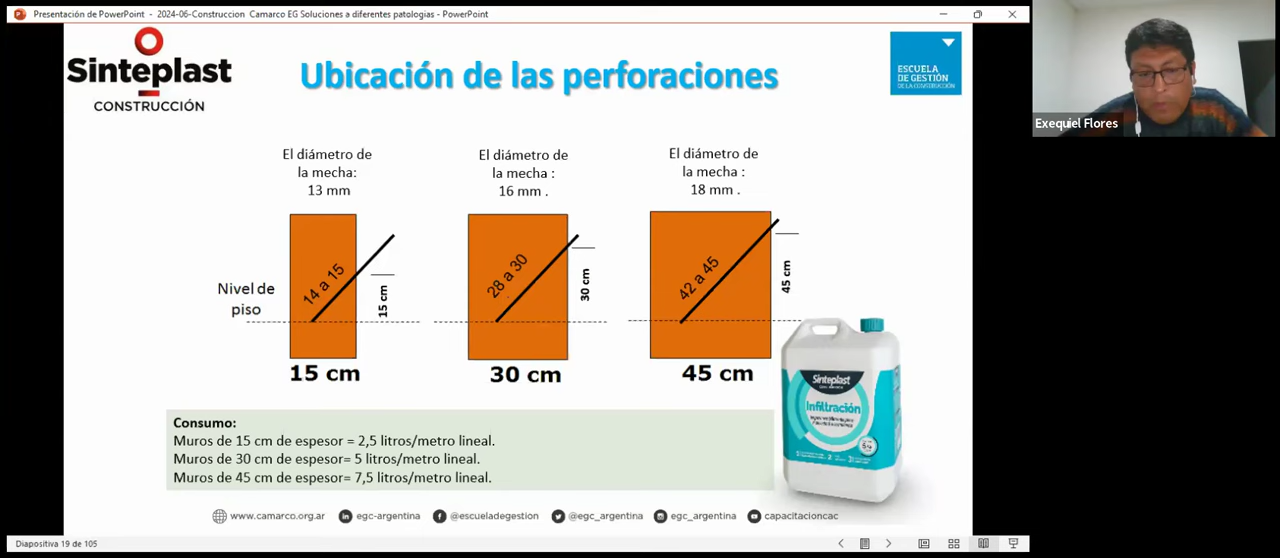 Presentación de PowerPoint - 2024-06-Construccion Camarco EG Soluciones a diferentes patologias - PowerPoint
Sinteplast
CONSTRUCCIÓN
Ubicación de las perforaciones
ESCUELA
DE GESTIÓN
DE LA CONSTRUCCIÓN
Exequiel Flores
El diámetro de
la mecha:
13 mm
El diámetro de
la mecha :
16 mm .
El diámetro de
la mecha :
18 mm .
Nivel de
piso
14 a 15
15 cm
28 a 30
30 cm
42 a 45
45 cm
15 cm
30 cm
45 cm
Sinteplast
Infiltración
Consumo:
Muros de 15 cm de espesor = 2,5 litros/metro lineal.
Muros de 30 cm de espesor= 5 litros/metro lineal.
Muros de 45 cm de espesor= 7,5 litros/metro lineal.
www.camarco.org.ar
egc-argentina
@escueladegestion
@egc_argentina
egc_argentina
capacitacioncac
Diapositiva 19 de 105